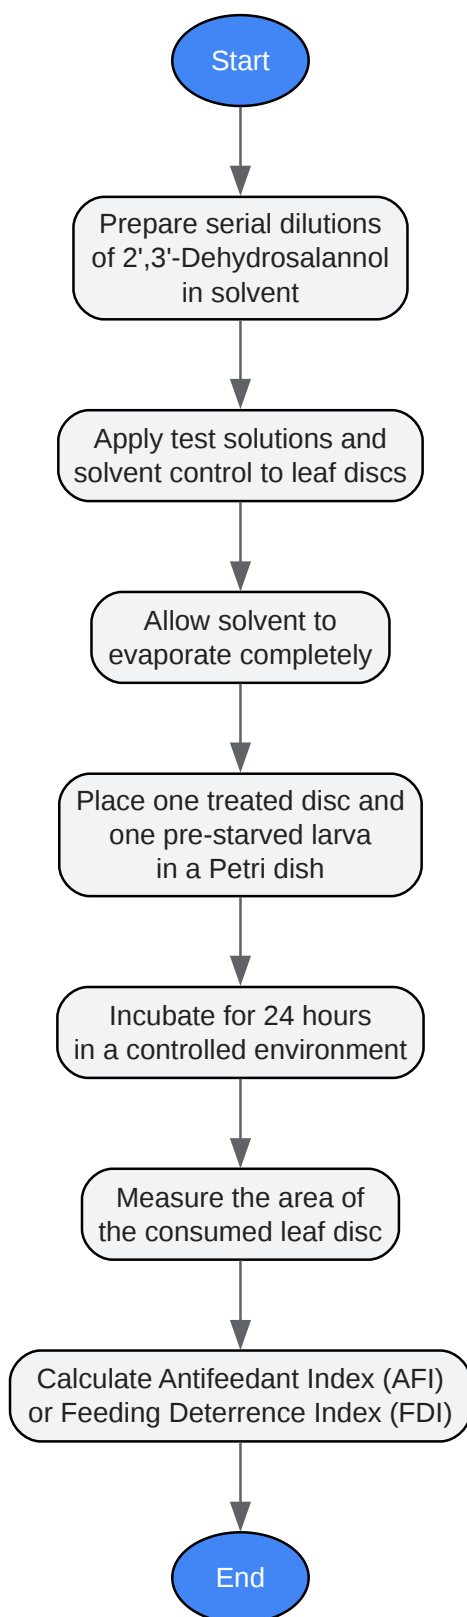 Start
Prepare serial dilutions
of 2',3'-Dehydrosalannol
in solvent
Apply test solutions and
solvent control to leaf discs
Allow solvent to
evaporate completely
Place one treated disc and
one pre-starved larva
in a Petri dish
Incubate for 24 hours
in a controlled environment
Measure the area of
the consumed leaf disc
Calculate Antifeedant Index (AFI)
or Feeding Deterrence Index (FDI)
End